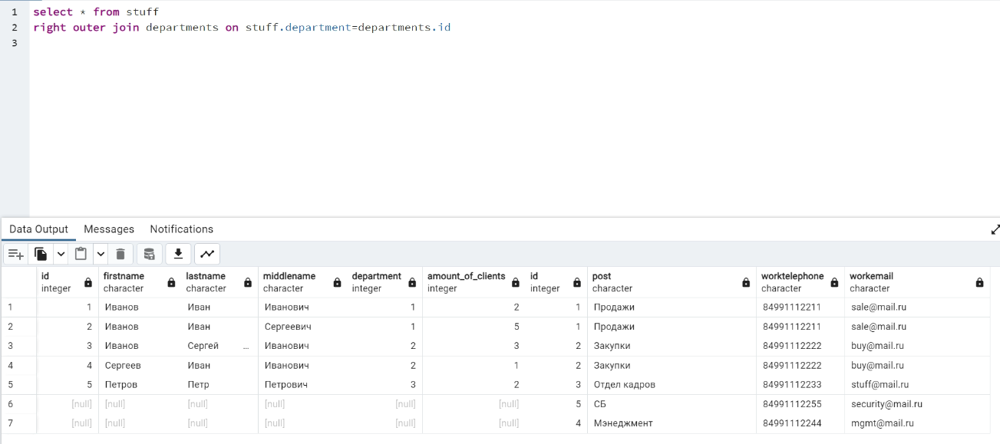 1 select * from stuff
2 right outer join departments on stuff.department=departments.id
3
Data Output Messages Notifications
id firstname lastname middlename department amount_of_clients id post worktelephone workemail
integer character character character integer integer integer character character character
1 1 Иванов Иван Иванович 1 2 1 Продажи 84991112211 sale@mail.ru
2 2 Иванов Иван Сергеевич 1 5 1 Продажи 84991112211 sale@mail.ru
3 3 Иванов Сергей ... Иванович 2 3 2 Закупки 84991112222 buy@mail.ru
4 4 Сергеев Иван Иванович 2 1 2 Закупки 84991112222 buy@mail.ru
5 5 Петров Петр Петрович 3 2 3 Отдел кадров 84991112233 stuff@mail.ru
6 [null] [null] [null] [null] [null] [null] 5 СБ 84991112255 security@mail.ru
7 [null] [null] [null] [null] [null] [null] 4 Мэнеджмент 84991112244 mgmt@mail.ru